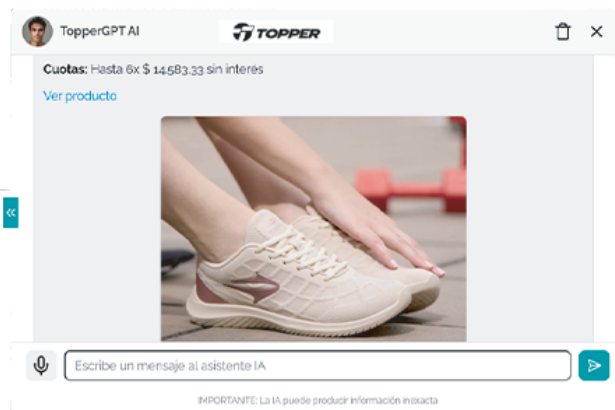 TopperGPT AI
TOPPER
Cuotas: Hasta 6x $ 14.583,33 sin interés
Ver producto
Escribe un mensaje al asistente IA
IMPORTANTE: La IA puede producir información inexacta